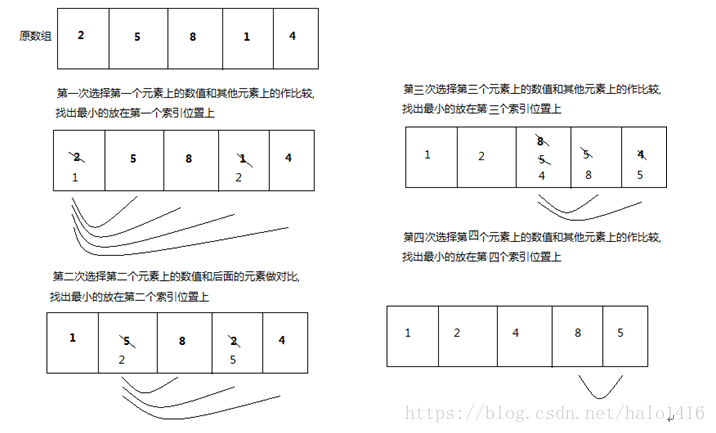 原数组
2 5 8 1 4
第一次选择第一个元素上的数值和其他元素上的作比较,
找出最小的放在第一个索引位置上
2 5 8 1 4
1 2
第二次选择第二个元素上的数值和后面的元素做对比,
找出最小的放在第二个索引位置上
1 5 8 2 4
2 5
第三次选择第三个元素上的数值和其他元素上的作比较,
找出最小的放在第三个索引位置上
1 2 8 5 4
5
4 8 5
第四次选择第四个元素上的数值和其他元素上的作比较,
找出最小的放在第四个索引位置上
1 2 4 8 5
https://blog.csdn.net/halo1416